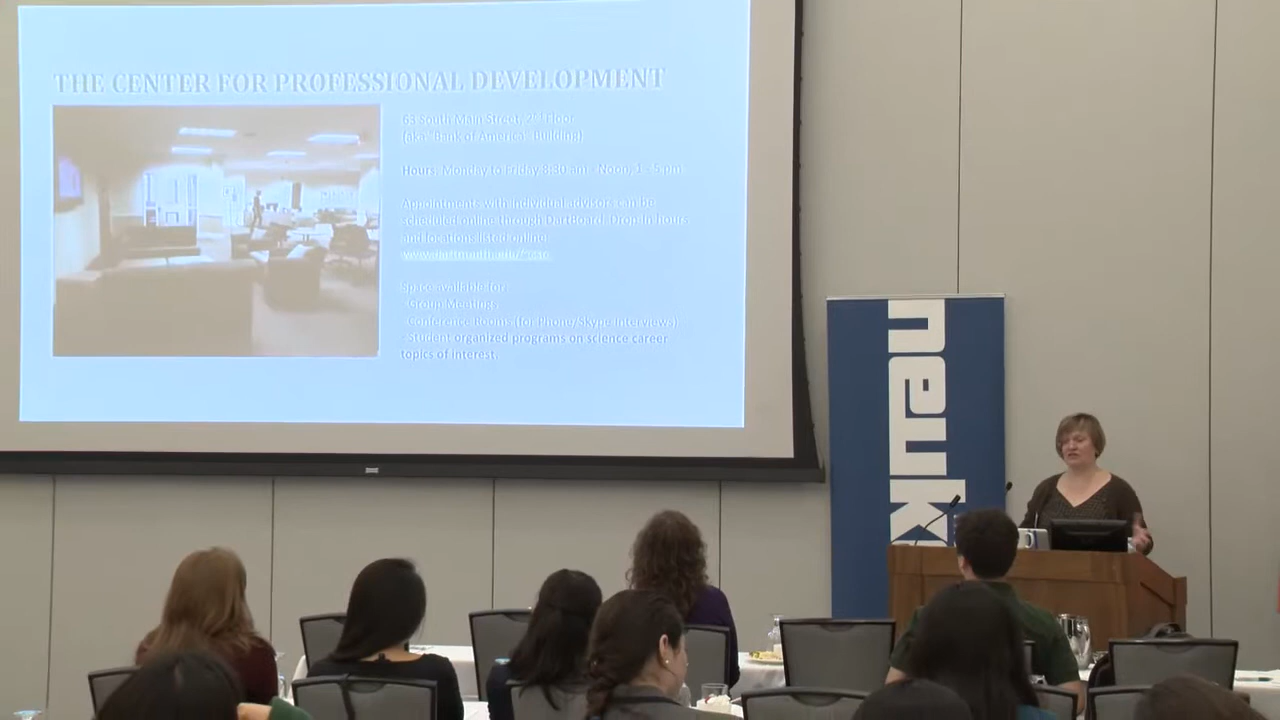 THE CENTER FOR PROFESSIONAL DEVELOPMENT
63 South Main Street, 2nd Floor
(aka "Bank of America" Building)
Hours: Monday to Friday 8:30 am - Noon, 1 - 5 pm
Appointments with individual advisors can be
scheduled online through DartBoard. Drop-in hours
and locations listed online:
Space available for:
-Group Meetings
-Conference Rooms (for Phone/Skype Interviews)
-Student organized programs on science career
topics of interest.
neuk